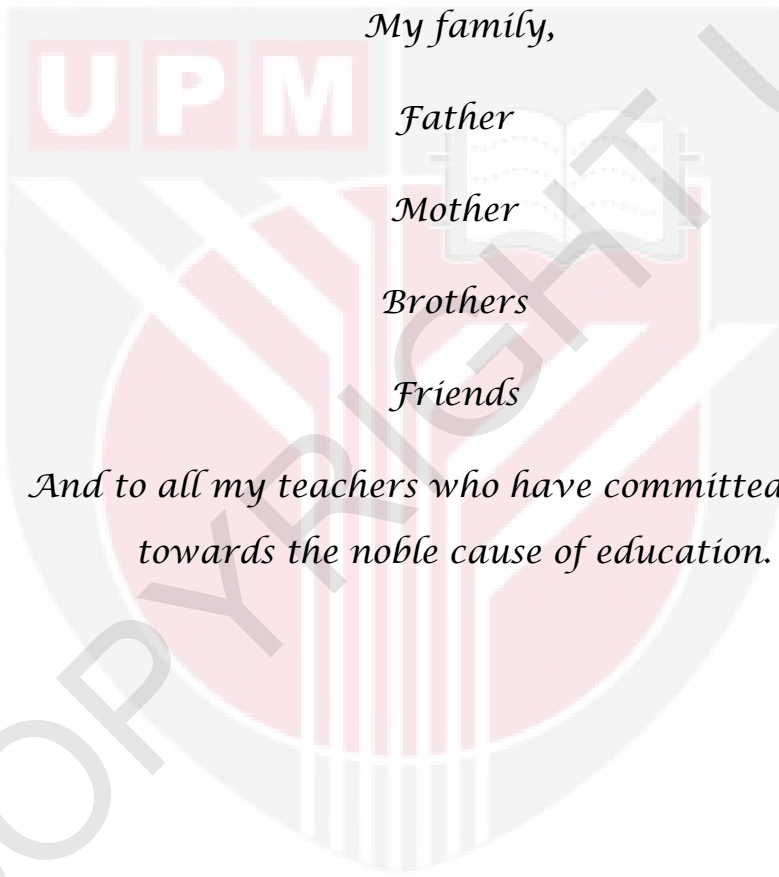 My family,
UPM
Father
Mother
Brothers
Friends
And to all my teachers who have committed
towards the noble cause of education.
COPYRIGHT U